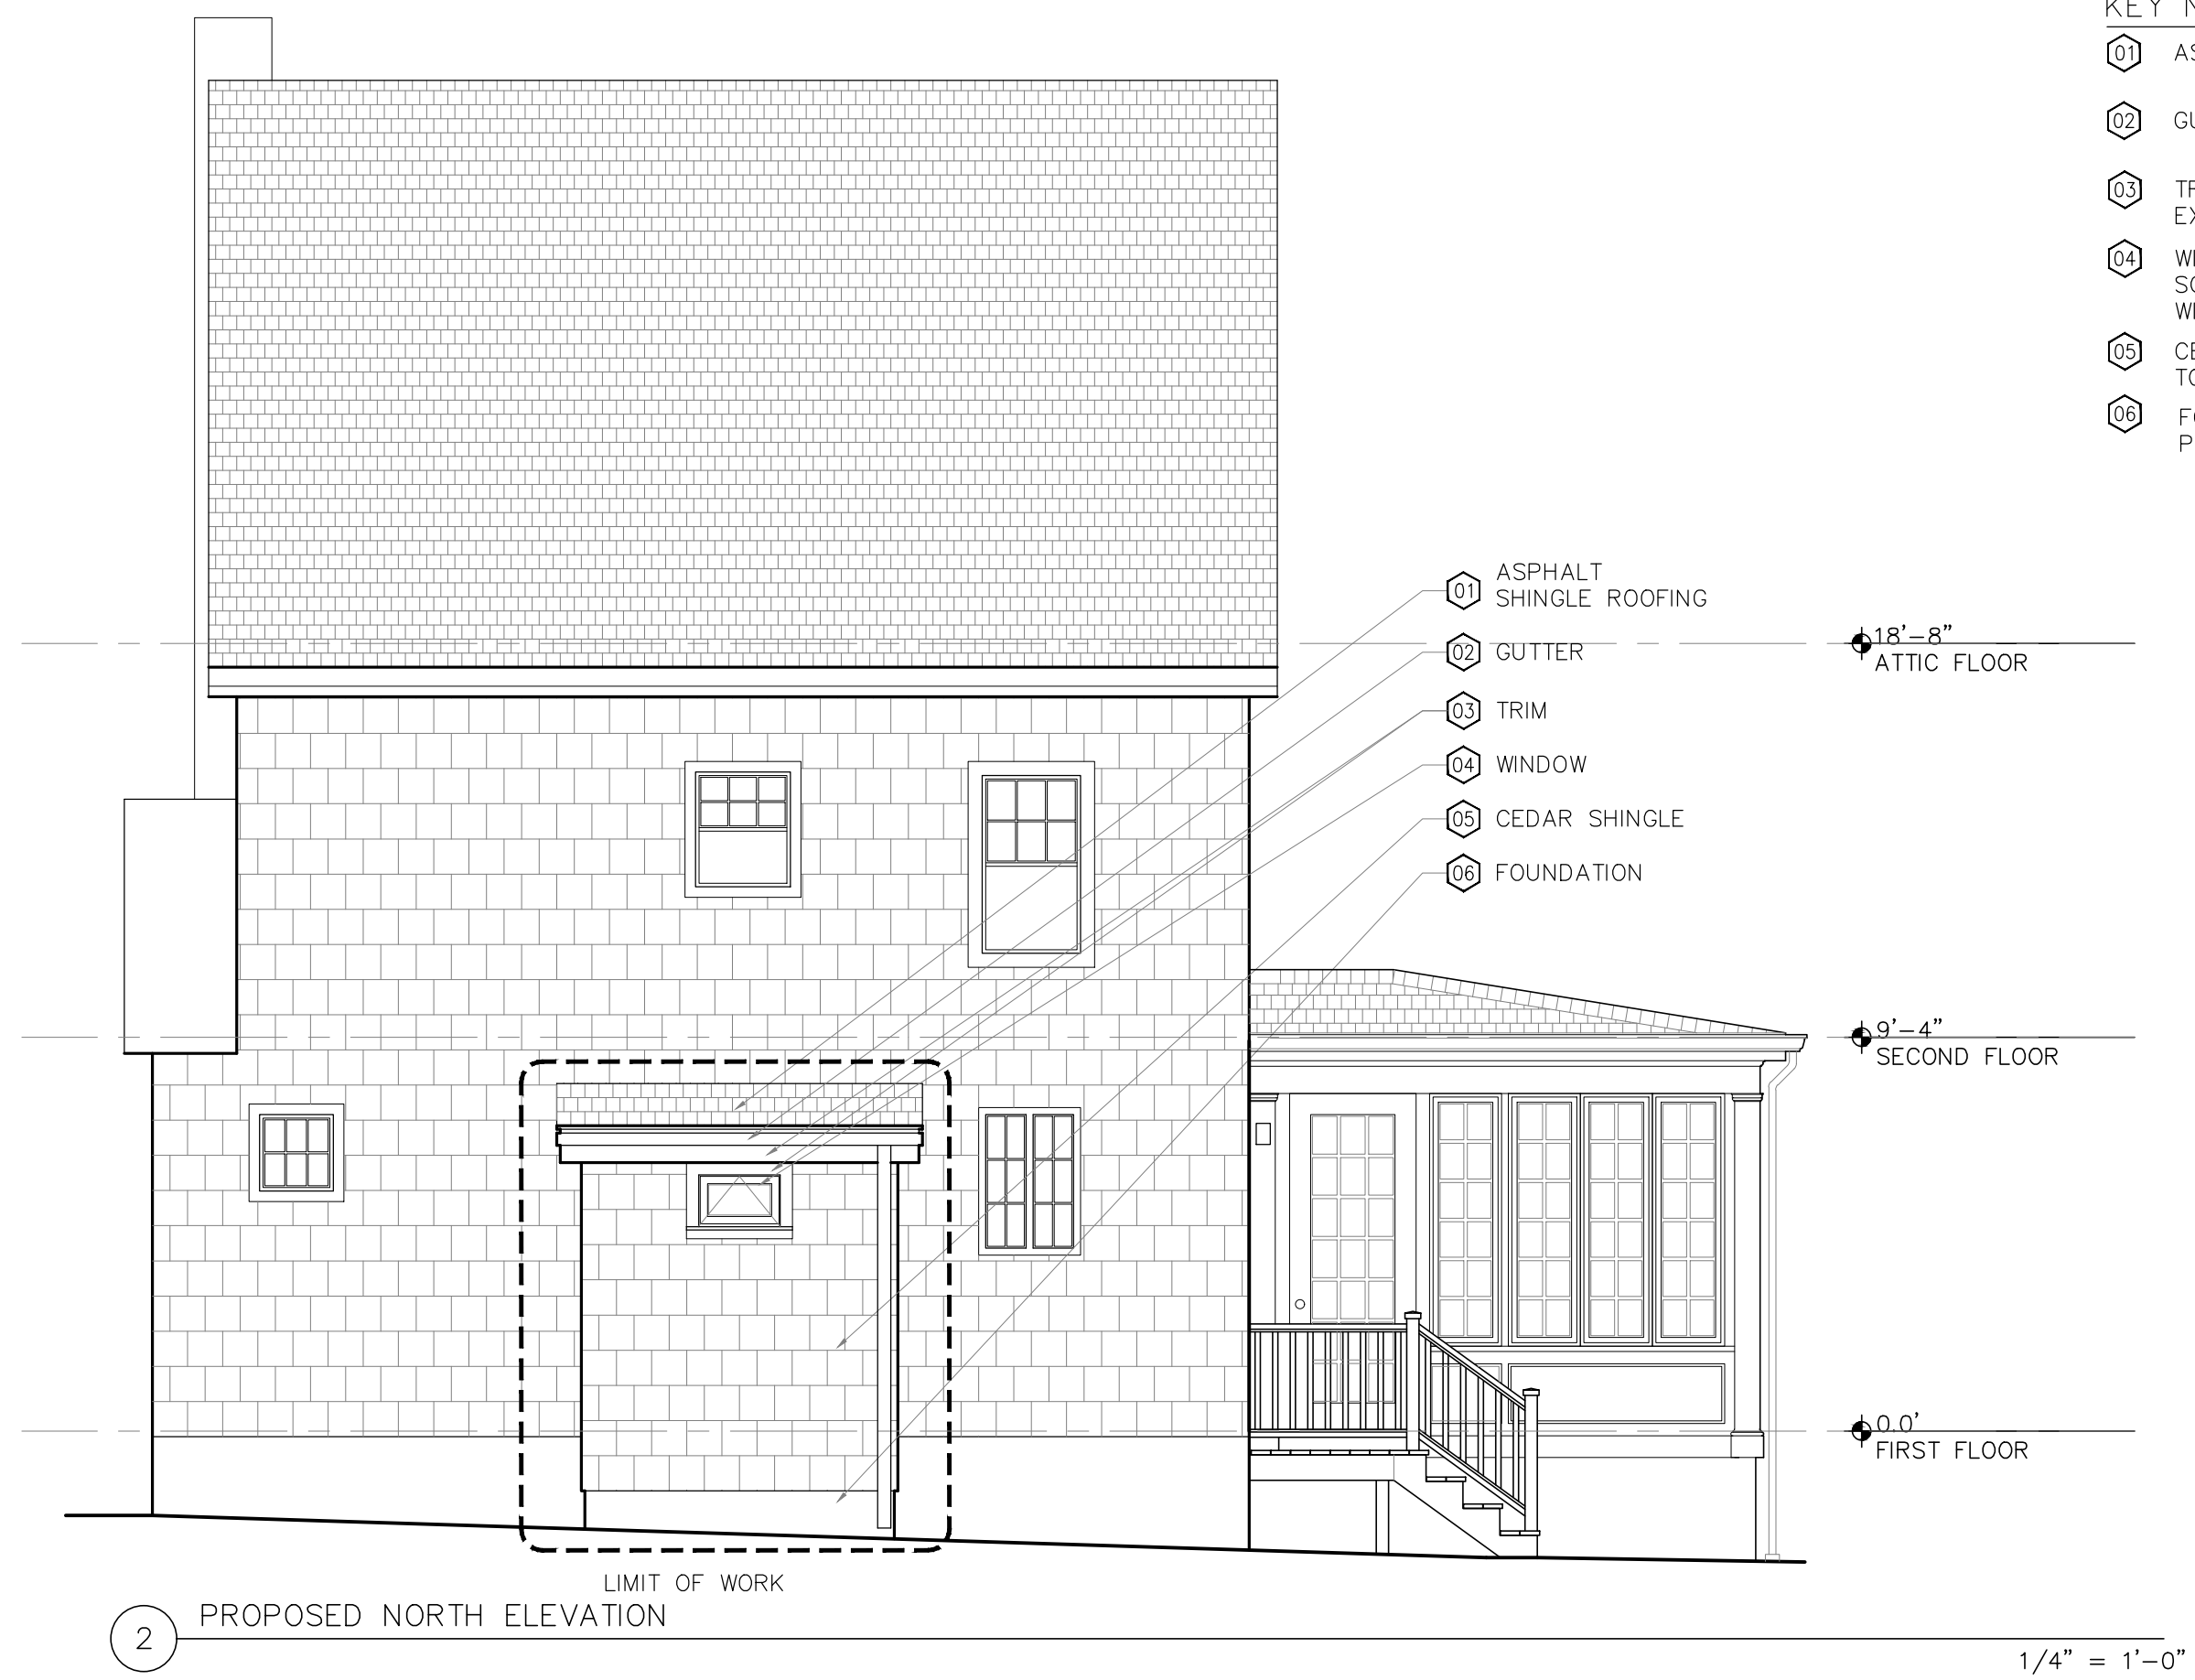 KEY
01
02
03
04
05
06
01 ASPHALT
SHINGLE ROOFING
02 GUTTER
03 TRIM
04 WINDOW
05 CEDAR SHINGLE
06 FOUNDATION
18'-8"
ATTIC FLOOR
9'-4"
SECOND FLOOR
0.0'
FIRST FLOOR
LIMIT OF WORK
2 PROPOSED NORTH ELEVATION
1/4" = 1'-0"